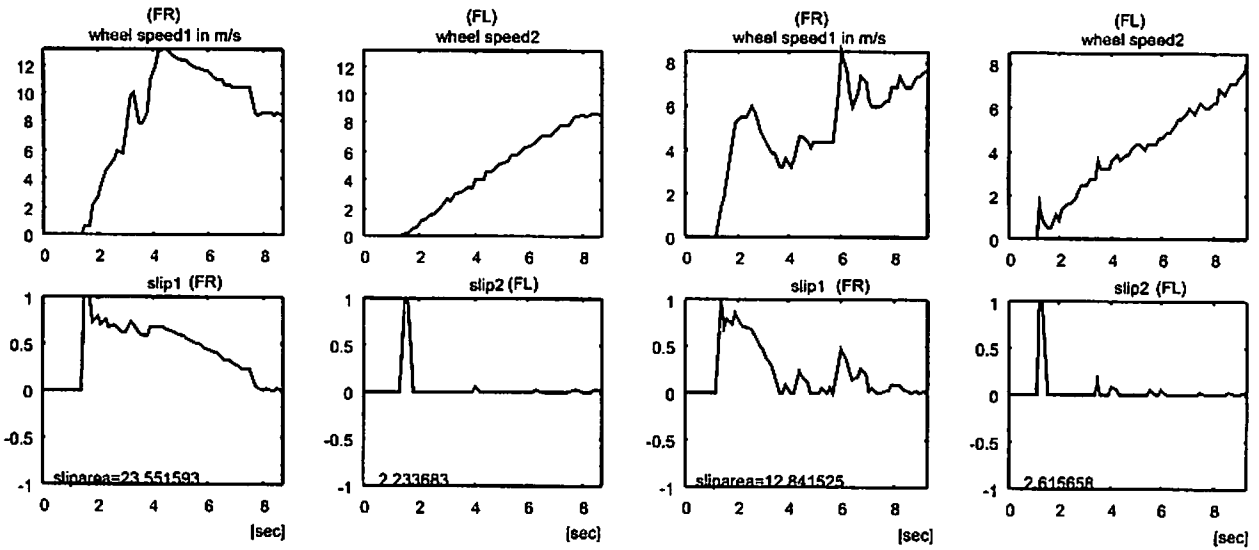 (FR)
wheel speed1 in m/s
12
10
8
6
4
2
0
0 2 4 6 8
(FL)
wheel speed2
12
10
8
6
4
2
0
0 2 4 6 8
(FR)
wheel speed1 in m/s
8
6
4
2
0
0 2 4 6 8
(FL)
wheel speed2
8
6
4
2
0
0 2 4 6 8
slip1 (FR)
1
0.5
0
-0.5
-1
sliparea=23.551593
0 2 4 6 8
[sec]
slip2 (FL)
1
0.5
0
-0.5
-1
2.233683
0 2 4 6 8
[sec]
slip1 (FR)
1
0.5
0
-0.5
-1
sliparea=12.841525
0 2 4 6 8
[sec]
slip2 (FL)
1
0.5
0
-0.5
-1
2.615658
0 2 4 6 8
[sec]